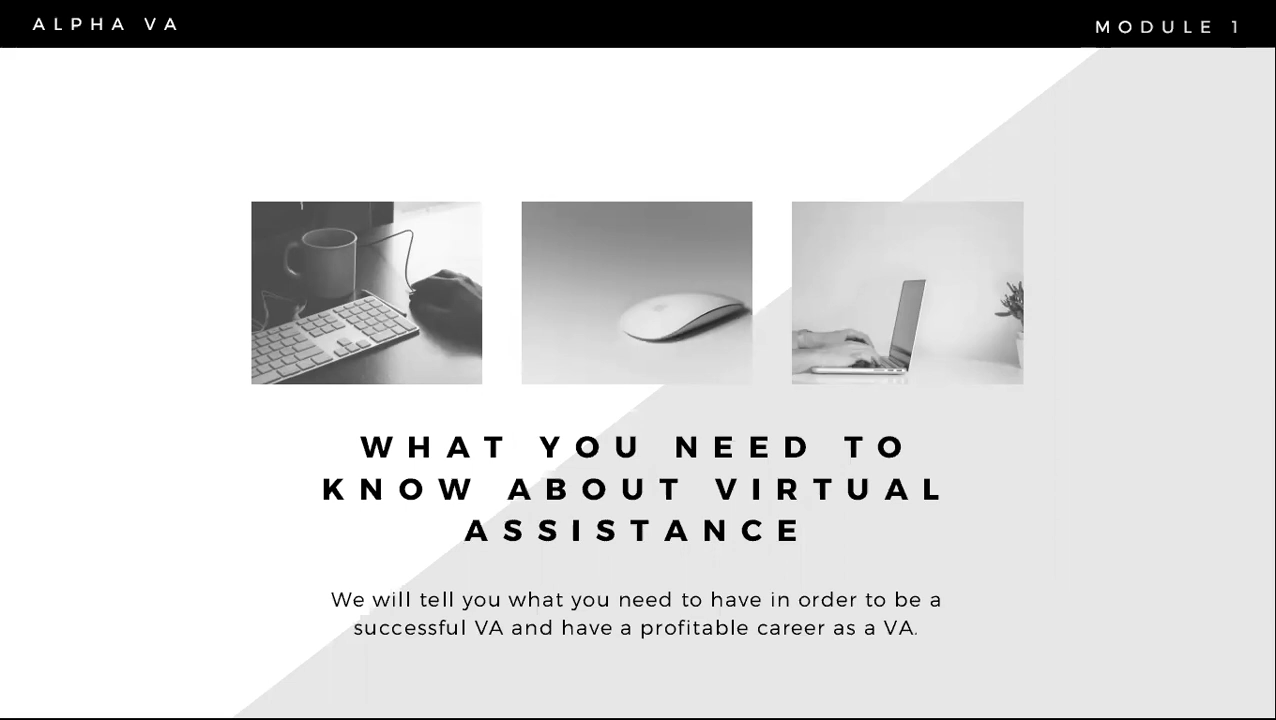 ALPHA VA
MODULE 1
WHAT YOU NEED TO
KNOW ABOUT VIRTUAL
ASSISTANCE
We will tell you what you need to have in order to be a
successful VA and have a profitable career as a VA.